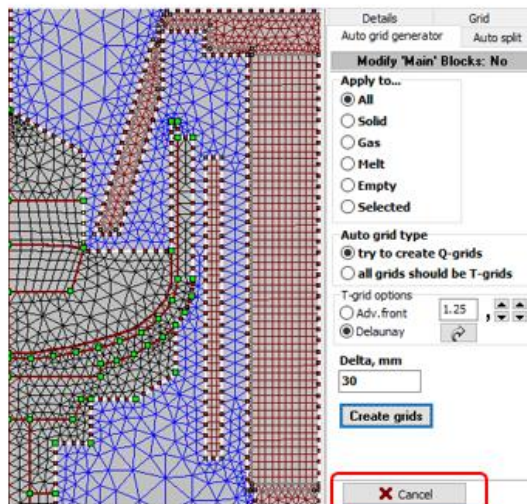 Details Grid
Auto grid generator Auto split
Modify 'Main' Blocks: No
Apply to...
All
Solid
Gas
Melt
Empty
Selected
Auto grid type
try to create Q-grids
all grids should be T-grids
T-grid options
Adv.front 1.25 ,
Delaunay
Delta, mm
30
Create grids
Cancel